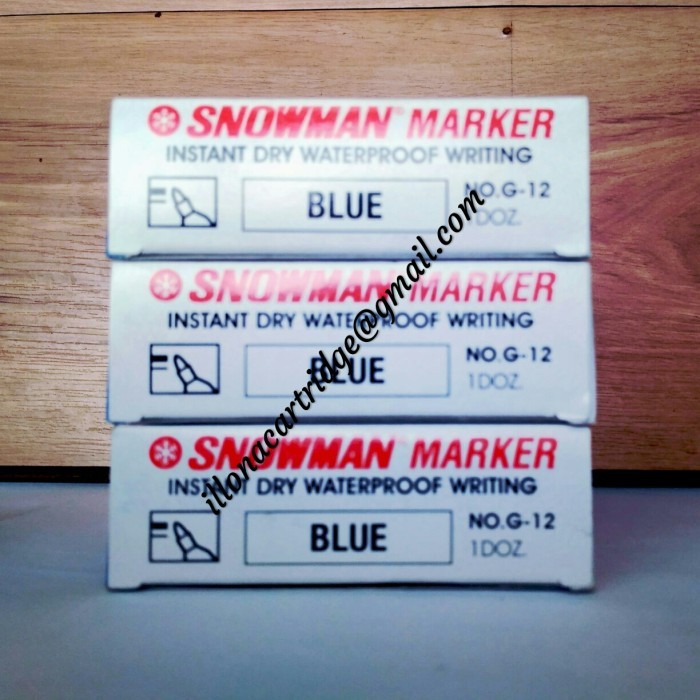 SNOWMAN® MARKER
INSTANT DRY WATERPROOF WRITING
BLUE
NO.G-12
1DOZ.
SNOWMAN MARKER
INSTANT DRY WATERPROOF WRITING
BLUE
NO.G-12
1DOZ.
SNOWMAN MARKER
INSTANT DRY WATERPROOF WRITING
BLUE
NO.G-12
1DOZ.
illonacartridge@gmail.com